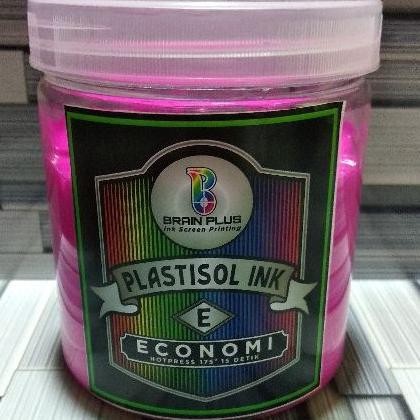 B
BRAIN PLUS
Ink Screen Printing
PLASTISOL INK
E
ECONOMI
HOTPRESS 175° 15 DETIK